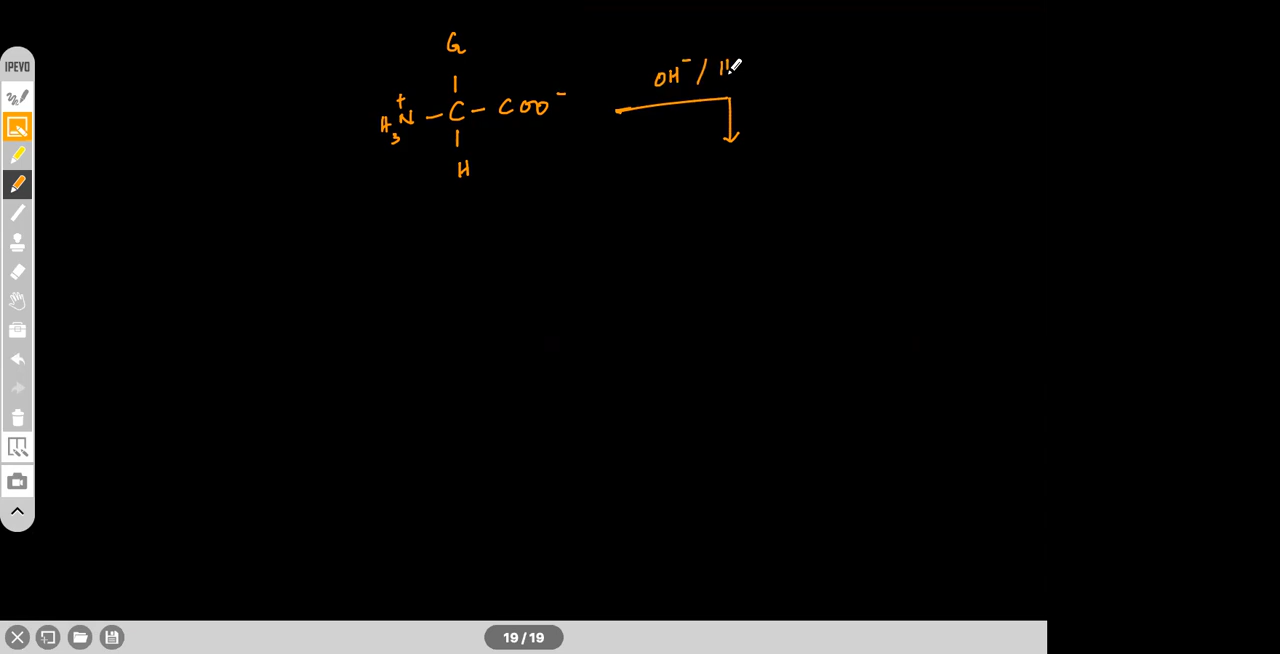 IPEVO
G
OH⁻ /
H₃N⁺ – C – COO⁻
H
19 / 19